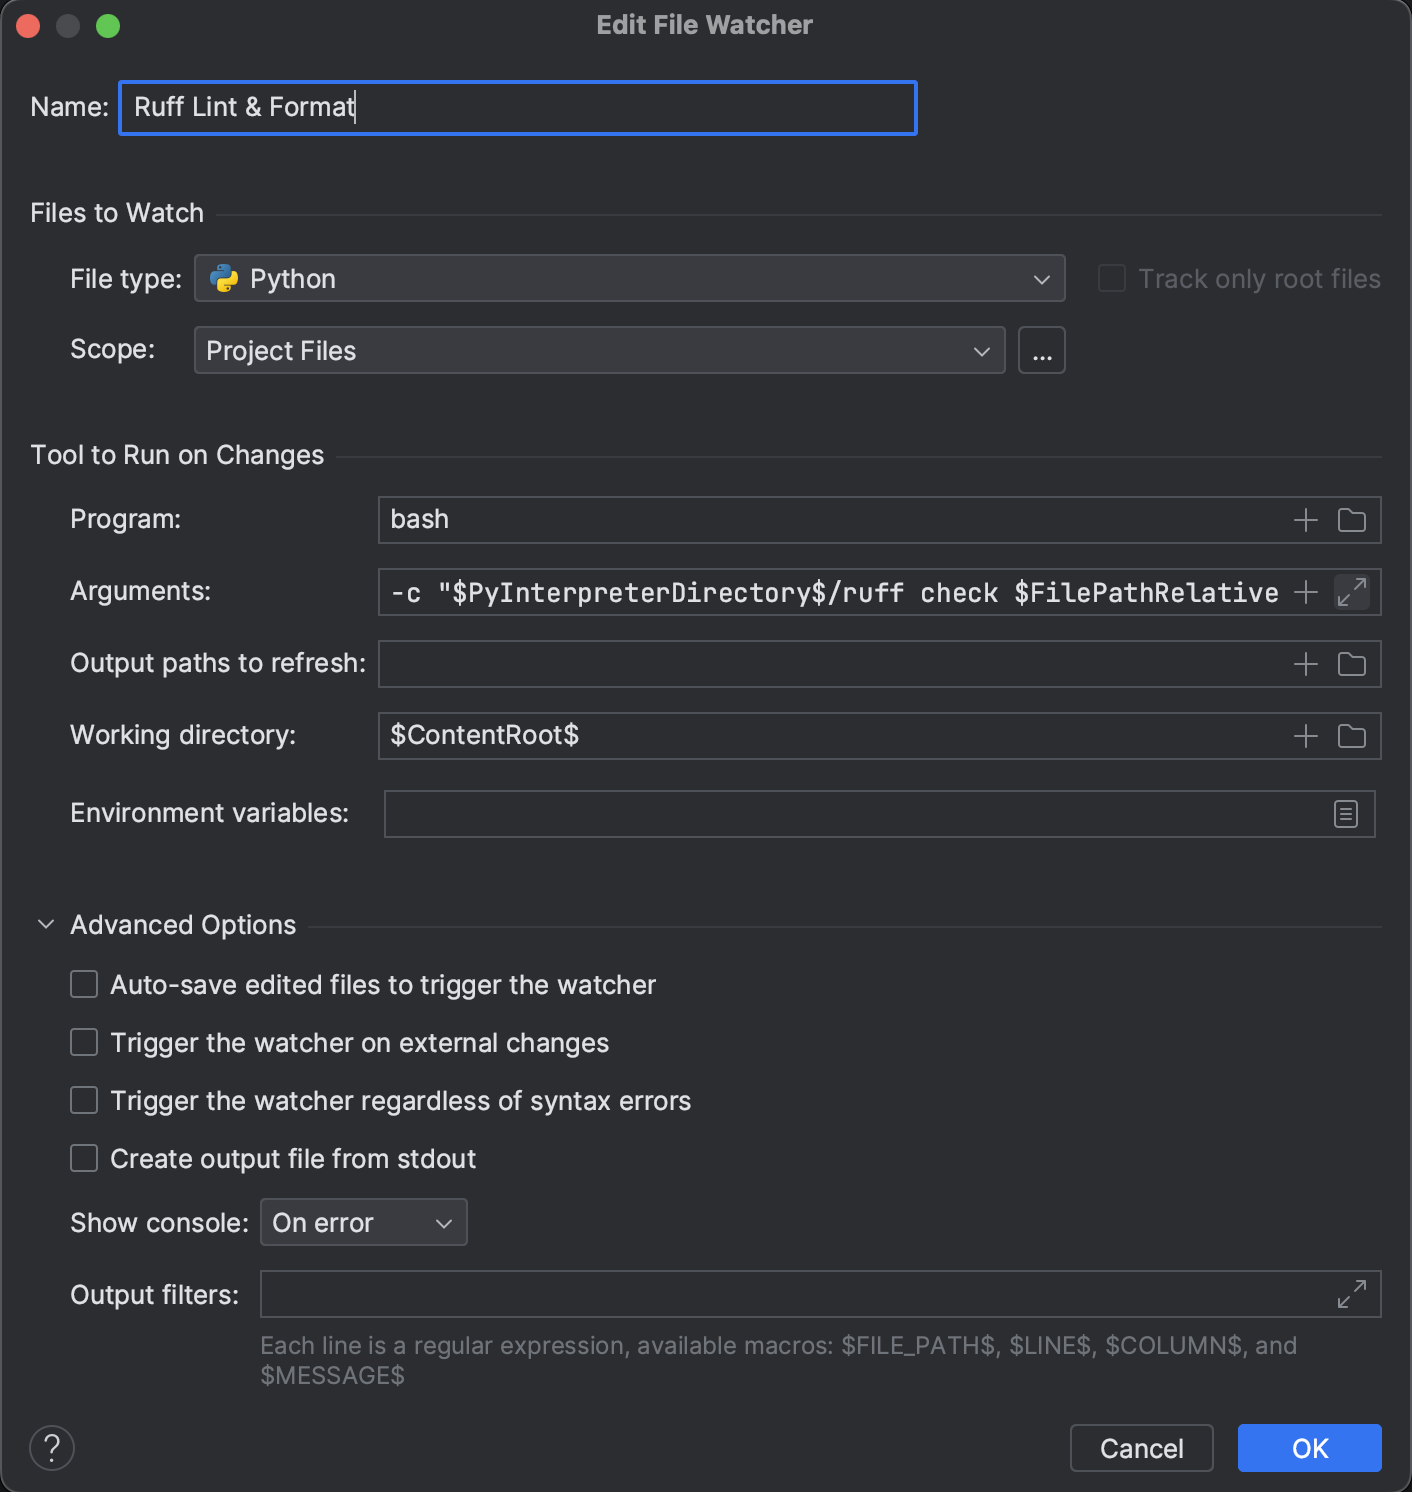 Edit File Watcher
Name: Ruff Lint & Format
Files to Watch
File type: Python Track only root files
Scope: Project Files ...
Tool to Run on Changes
Program: bash
Arguments: -c "$PyInterpreterDirectory$/ruff check $FilePathRelative
Output paths to refresh:
Working directory: $ContentRoot$
Environment variables:
Advanced Options
Auto-save edited files to trigger the watcher
Trigger the watcher on external changes
Trigger the watcher regardless of syntax errors
Create output file from stdout
Show console: On error
Output filters:
Each line is a regular expression, available macros: $FILE_PATH$, $LINE$, $COLUMN$, and
$MESSAGE$
? Cancel OK